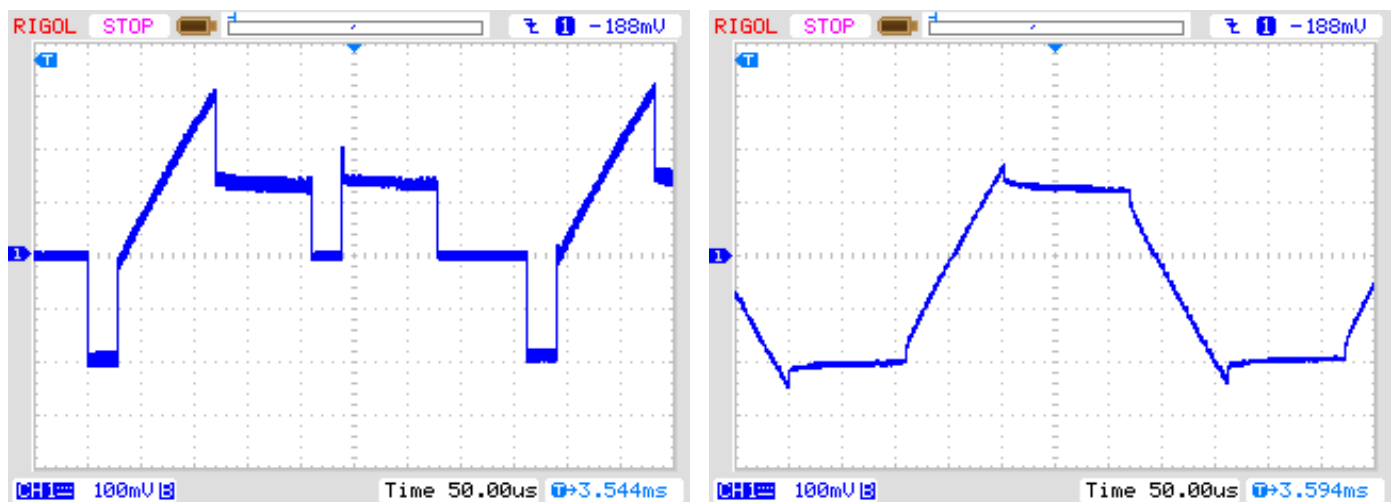 RIGOL STOP 1 -188mV
T
1
CH1 100mV B Time 50.00us T→3.544ms
RIGOL STOP 1 -188mV
T
1
CH1 100mV B Time 50.00us T→3.594ms